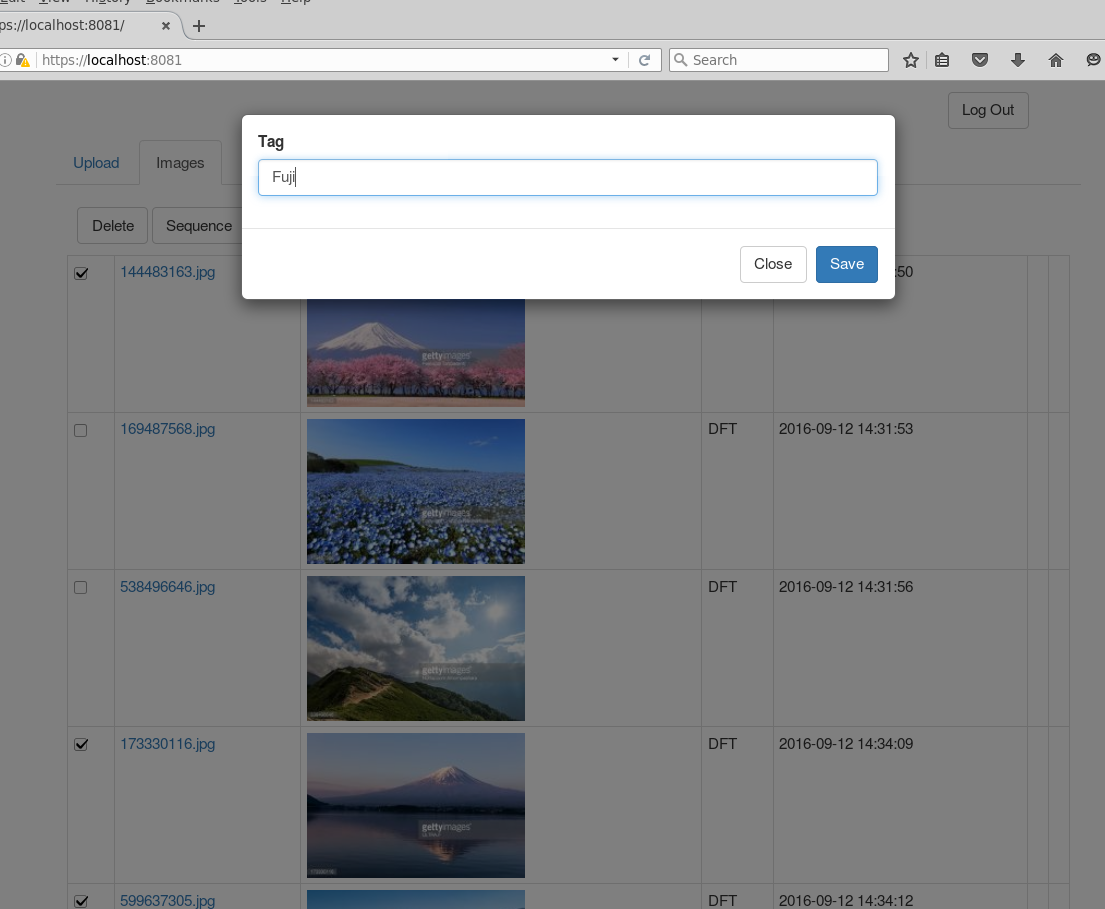 Edit View History Bookmarks Tools Help
ps://localhost:8081/
https://localhost:8081
Search
Log Out
Tag
Upload
Images
Fuji
Delete
Sequence
Close
Save
144483163.jpg
:50
gettyimages
169487568.jpg
DFT
2016-09-12 14:31:53
gettyimages
538496646.jpg
DFT
2016-09-12 14:31:56
gettyimages
173330116.jpg
DFT
2016-09-12 14:34:09
gettyimages
599637305.jpg
DFT
2016-09-12 14:34:12